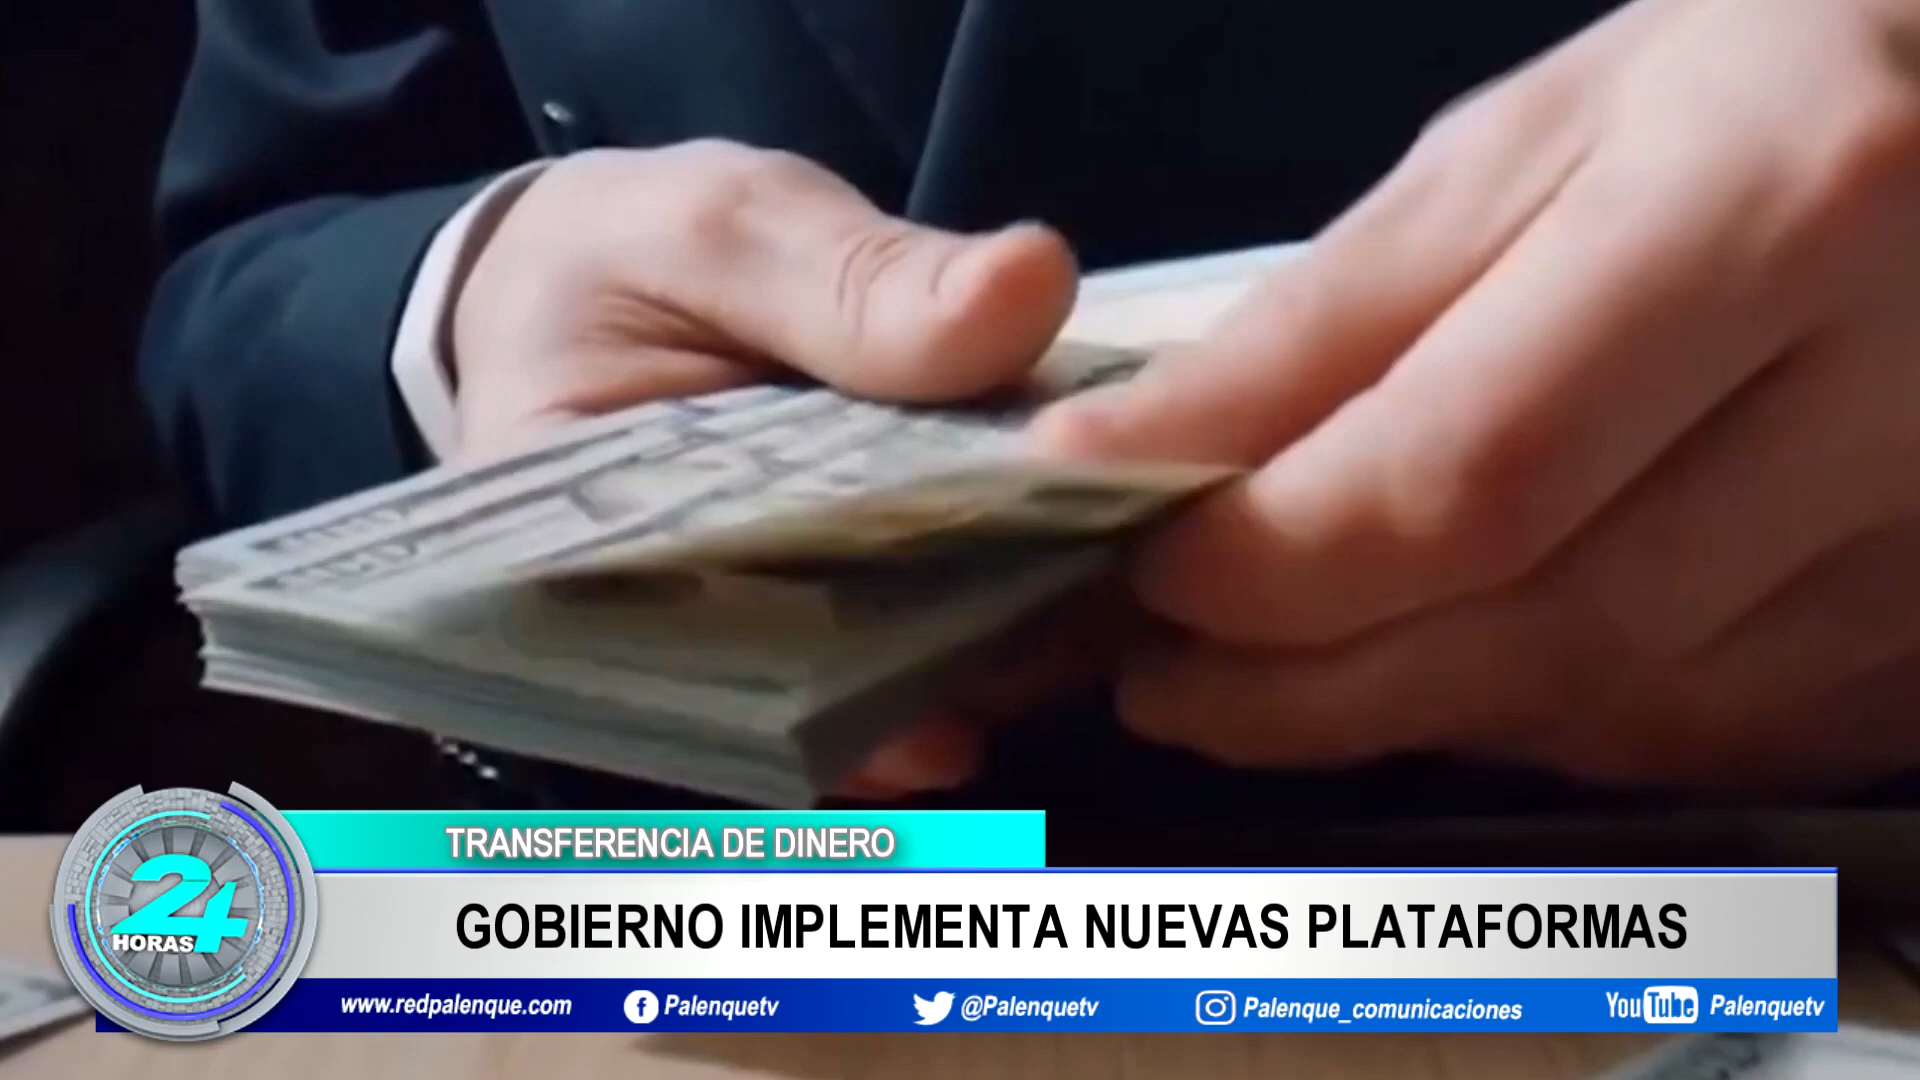 TRANSFERENCIA DE DINERO
24
HORAS
GOBIERNO IMPLEMENTA NUEVAS PLATAFORMAS
www.redpalenque.com Palenquetv @Palenquetv Palenque_comunicaciones YouTube Palenquetv